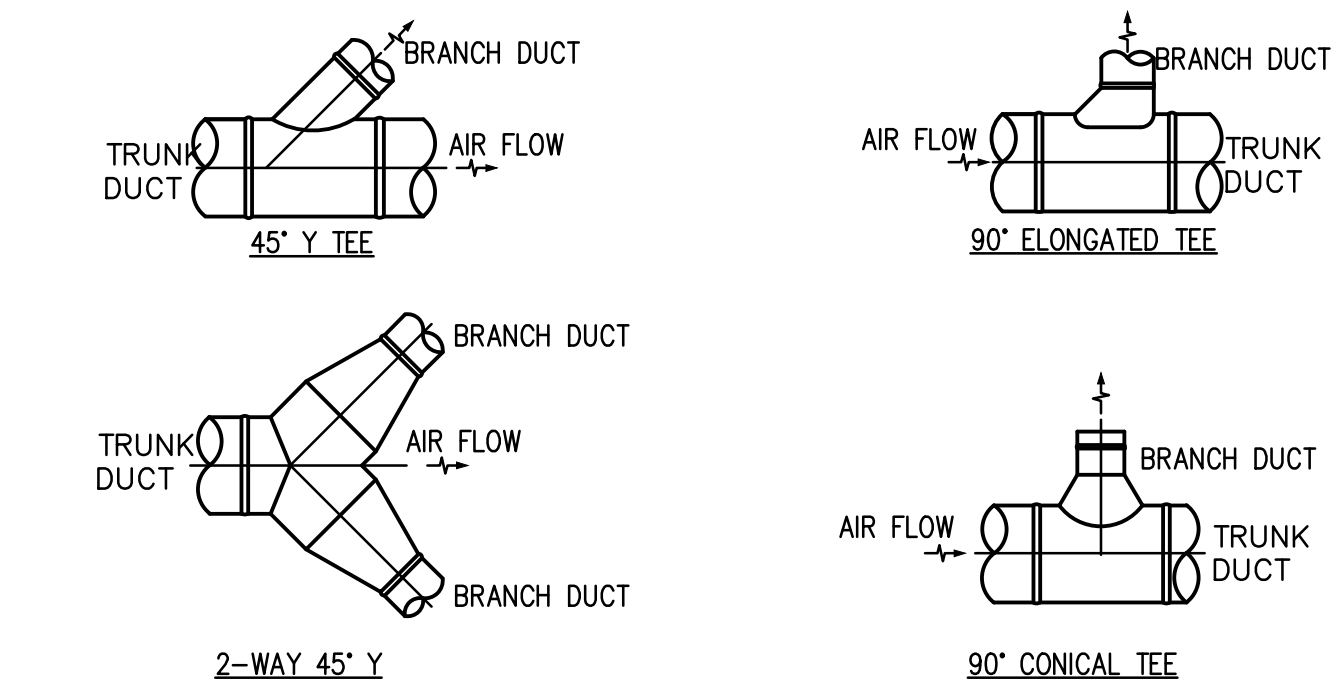 BRANCH DUCT
TRUNK
DUCT
AIR FLOW
45° Y TEE
BRANCH DUCT
AIR FLOW
TRUNK
DUCT
90° ELONGATED TEE
BRANCH DUCT
TRUNK
DUCT
AIR FLOW
BRANCH DUCT
2-WAY 45° Y
BRANCH DUCT
AIR FLOW
TRUNK
DUCT
90° CONICAL TEE